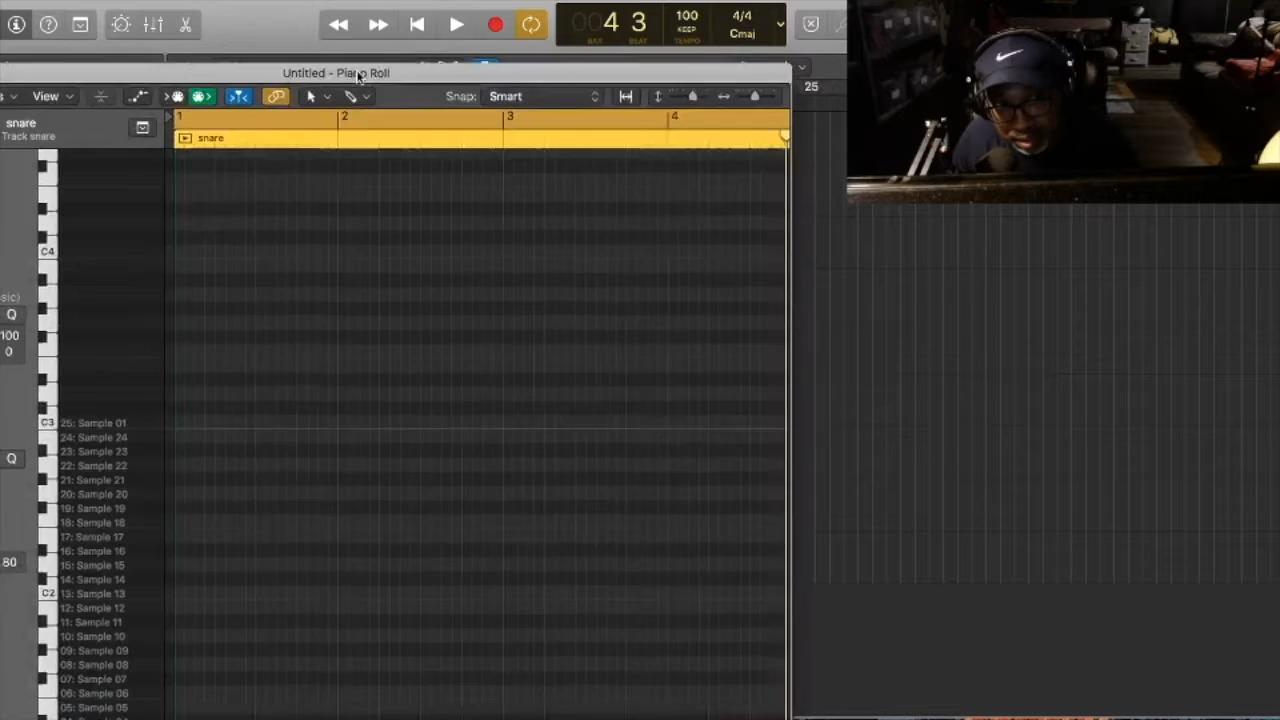 004 3
BAR BEAT
100
KEEP
TEMPO
4/4
Cmaj
Untitled - Piano Roll
25
View
Snap: Smart
snare
Track snare
1 2 3 4
snare
C4
sic)
Q
100
0
C3
25: Sample 01
24: Sample 24
23: Sample 23
Q
22: Sample 22
21: Sample 21
20: Sample 20
19: Sample 19
18: Sample 18
17: Sample 17
80
16: Sample 16
15: Sample 15
14: Sample 14
C2
13: Sample 13
12: Sample 12
11: Sample 11
10: Sample 10
09: Sample 09
08: Sample 08
07: Sample 07
06: Sample 06
05: Sample 05